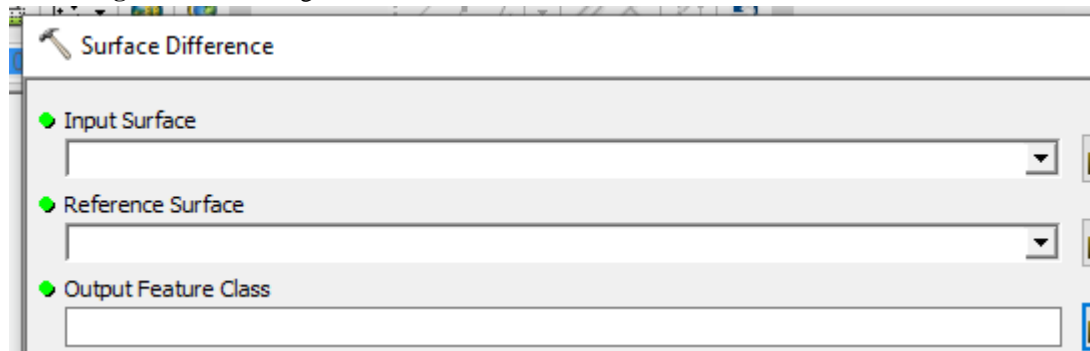 Surface Difference
Input Surface
Reference Surface
Output Feature Class